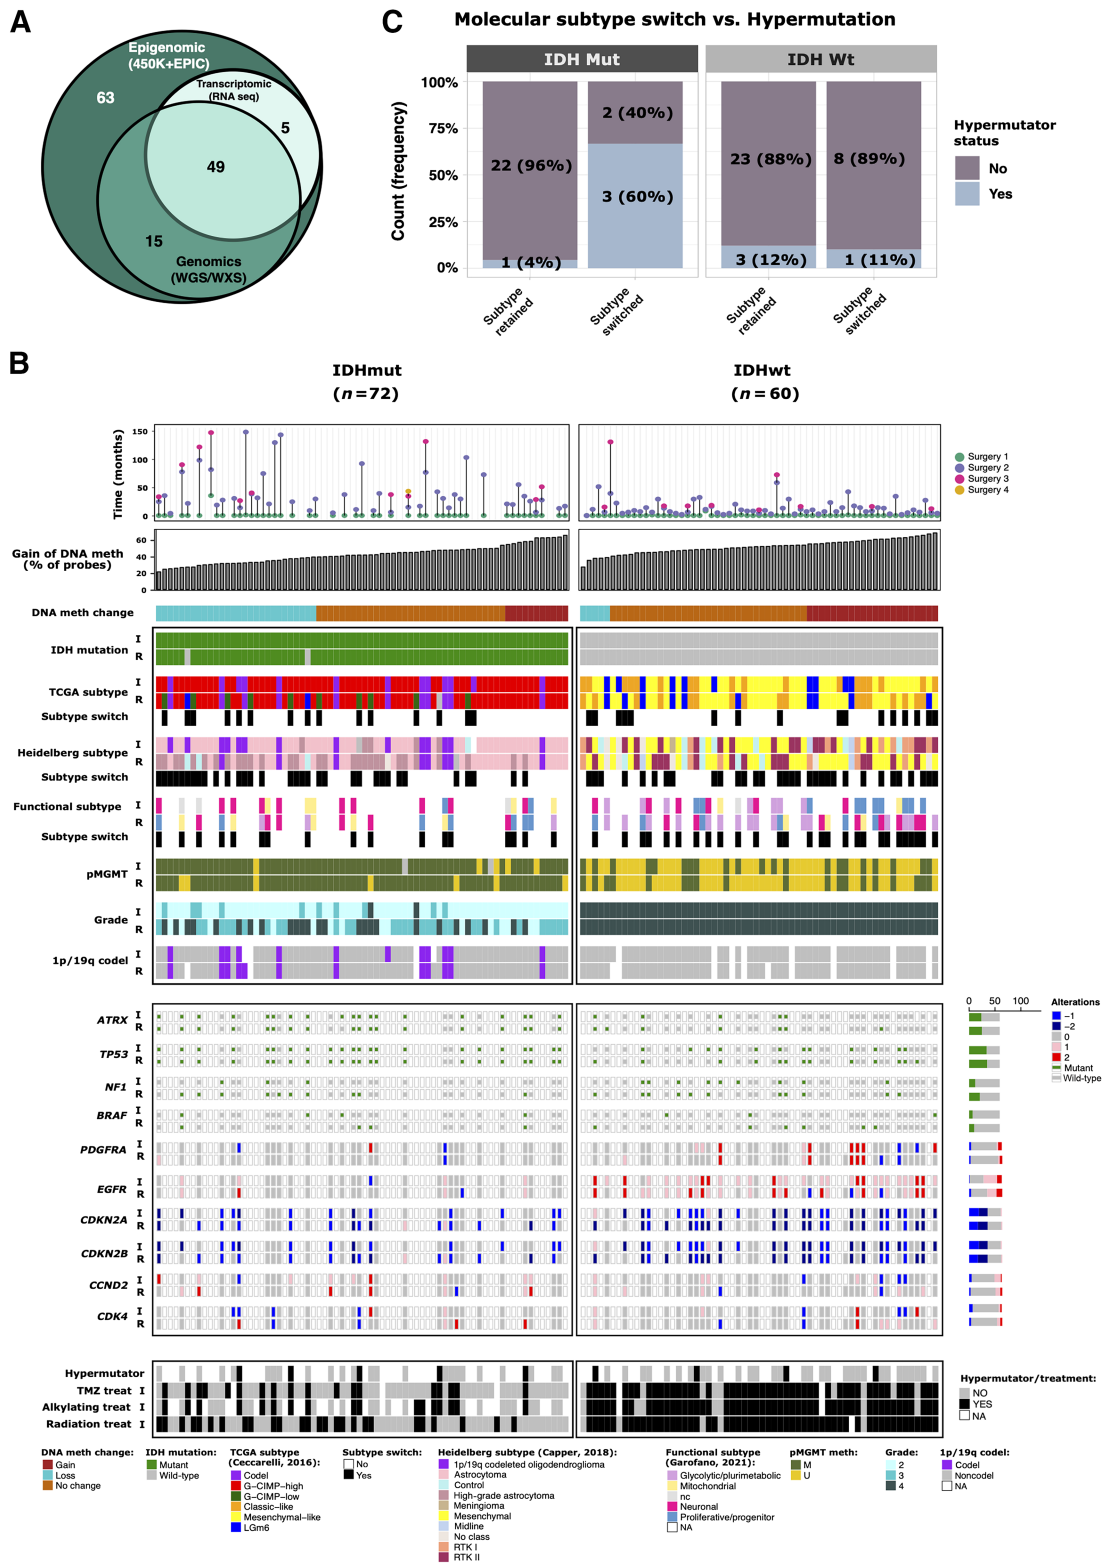 A
Epigenomic
(450K+EPIC)
63
Transcriptomic
(RNA seq)
5
49
15
Genomics
(WGS/WXS)
C
Molecular subtype switch vs. Hypermutation
IDH Mut
IDH Wt
Count (frequency)
100%
75%
50%
25%
0%
22 (96%)
1 (4%)
2 (40%)
3 (60%)
23 (88%)
3 (12%)
8 (89%)
1 (11%)
Subtype
retained
Subtype
switched
Subtype
retained
Subtype
switched
Hypermutator
status
No
Yes
B
IDHmut
(n=72)
IDHwt
(n=60)
Time (months)
150
100
50
0
Surgery 1
Surgery 2
Surgery 3
Surgery 4
Gain of DNA meth
(% of probes)
60
40
20
0
DNA meth change
IDH mutation
I
R
TCGA subtype
I
R
Subtype switch
Heidelberg subtype
I
R
Subtype switch
Functional subtype
I
R
Subtype switch
pMGMT
I
R
Grade
I
R
1p/19q codel
I
R
ATRX
I
R
TP53
I
R
NF1
I
R
BRAF
I
R
PDGFRA
I
R
EGFR
I
R
CDKN2A
I
R
CDKN2B
I
R
CCND2
I
R
CDK4
I
R
0 50 100
Alterations
−1
−2
0
1
2
Mutant
Wild-type
Hypermutator
TMZ treat I
Alkylating treat I
Radiation treat I
Hypermutator/treatment:
NO
YES
NA
DNA meth change:
Gain
Loss
No change
IDH mutation:
Mutant
Wild-type
TCGA subtype
(Ceccarelli, 2016):
Codel
G-CIMP-high
G-CIMP-low
Classic-like
Mesenchymal-like
LGm6
Subtype switch:
No
Yes
Heidelberg subtype (Capper, 2018):
1p/19q codeleted oligodendroglioma
Astrocytoma
Control
High-grade astrocytoma
Meningioma
Mesenchymal
Midline
No class
RTK I
RTK II
Functional subtype
(Garofano, 2021):
Glycolytic/plurimetabolic
Mitochondrial
nc
Neuronal
Proliferative/progenitor
NA
pMGMT meth:
M
U
Grade:
2
3
4
1p/19q codel:
Codel
Noncodel
NA